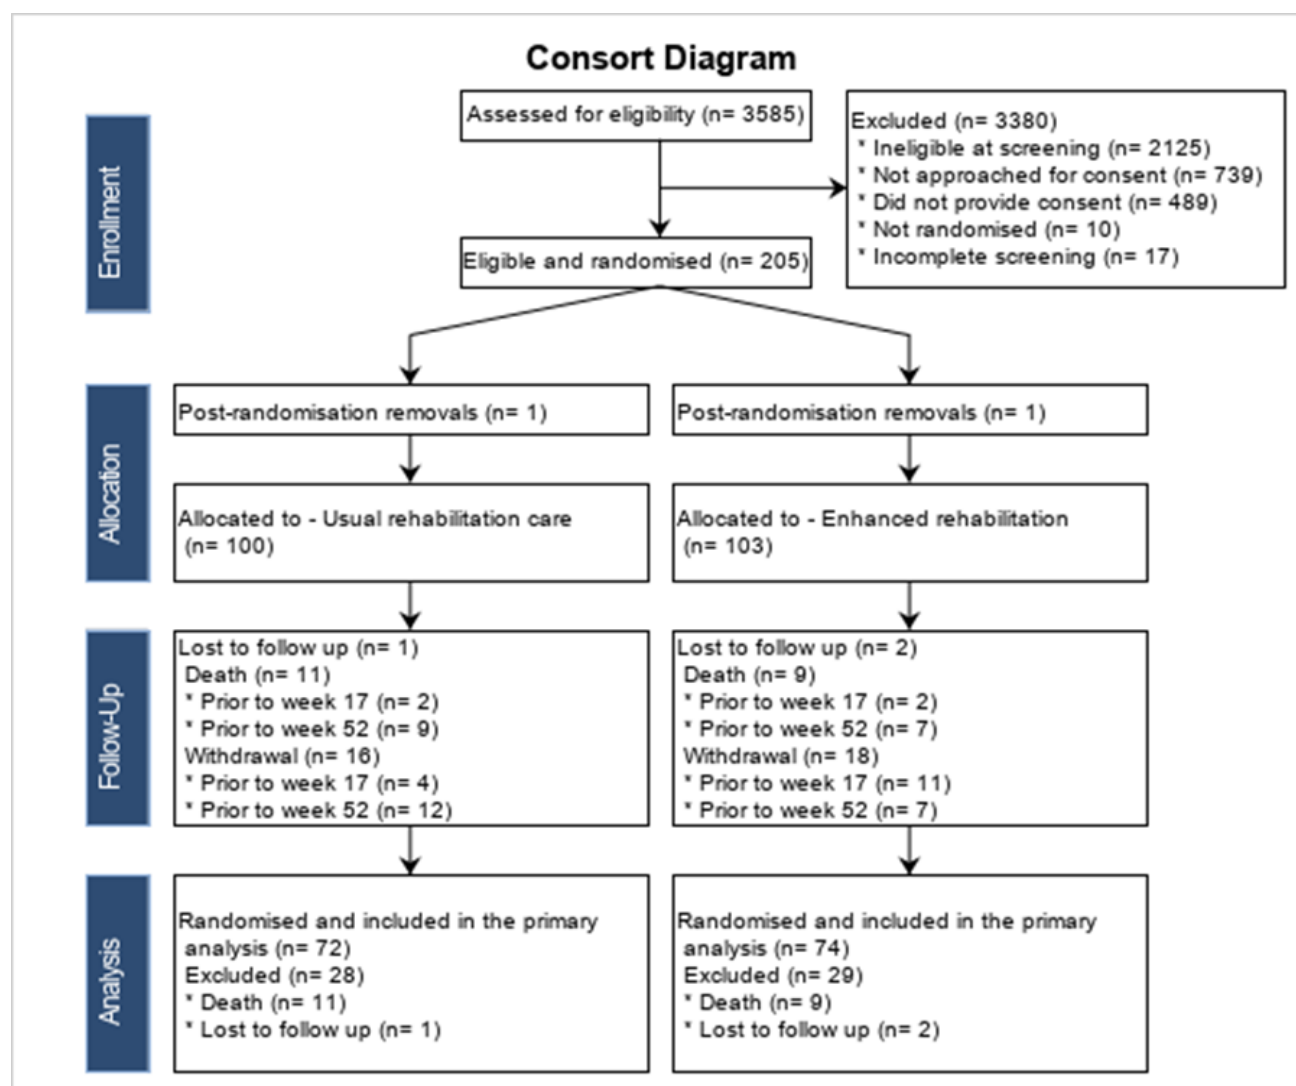 Consort Diagram
Enrollment
Assessed for eligibility (n= 3585)
Excluded (n= 3380)
* Ineligible at screening (n= 2125)
* Not approached for consent (n= 739)
* Did not provide consent (n= 489)
* Not randomised (n= 10)
* Incomplete screening (n= 17)
Eligible and randomised (n= 205)
Allocation
Post-randomisation removals (n= 1)
Post-randomisation removals (n= 1)
Allocated to - Usual rehabilitation care
(n= 100)
Allocated to - Enhanced rehabilitation
(n= 103)
Follow-Up
Lost to follow up (n= 1)
Death (n= 11)
* Prior to week 17 (n= 2)
* Prior to week 52 (n= 9)
Withdrawal (n= 16)
* Prior to week 17 (n= 4)
* Prior to week 52 (n= 12)
Lost to follow up (n= 2)
Death (n= 9)
* Prior to week 17 (n= 2)
* Prior to week 52 (n= 7)
Withdrawal (n= 18)
* Prior to week 17 (n= 11)
* Prior to week 52 (n= 7)
Analysis
Randomised and included in the primary
analysis (n= 72)
Excluded (n= 28)
* Death (n= 11)
* Lost to follow up (n= 1)
Randomised and included in the primary
analysis (n= 74)
Excluded (n= 29)
* Death (n= 9)
* Lost to follow up (n= 2)